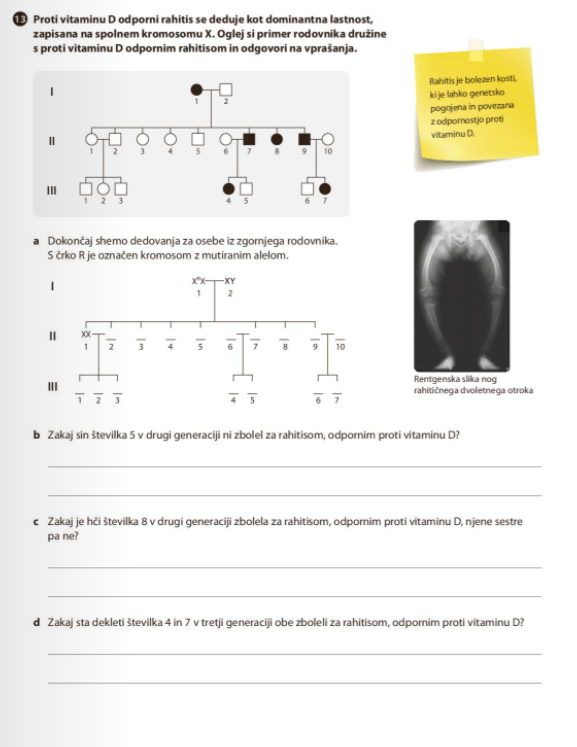 13 Proti vitaminu D odporni rahitis se deduje kot dominantna lastnost,
zapisana na spolnem kromosomu X. Oglej si primer rodovnika družine
s proti vitaminu D odpornim rahitisom in odgovori na vprašanja.
Rahitis je bolezen kosti,
ki je lahko genetsko
pogojena in povezana
z odpornostjo proti
vitaminu D.
I
1 2
II
1 2 3 4 5 6 7 8 9 10
III
1 2 3 4 5 6 7
a Dokončaj shemo dedovanja za osebe iz zgornjega rodovnika.
S črko R je označen kromosom z mutiranim alelom.
I
XᴿX XY
1 2
II
XX
1 2 3 4 5 6 7 8 9 10
III
1 2 3 4 5 6 7
Rentgenska slika nog
rahitičnega dvoletnega otroka
b Zakaj sin številka 5 v drugi generaciji ni zbolel za rahitisom, odpornim proti vitaminu D?
c Zakaj je hči številka 8 v drugi generaciji zbolela za rahitisom, odpornim proti vitaminu D, njene sestre
pa ne?
d Zakaj sta dekleti številka 4 in 7 v tretji generaciji obe zboleli za rahitisom, odpornim proti vitaminu D?